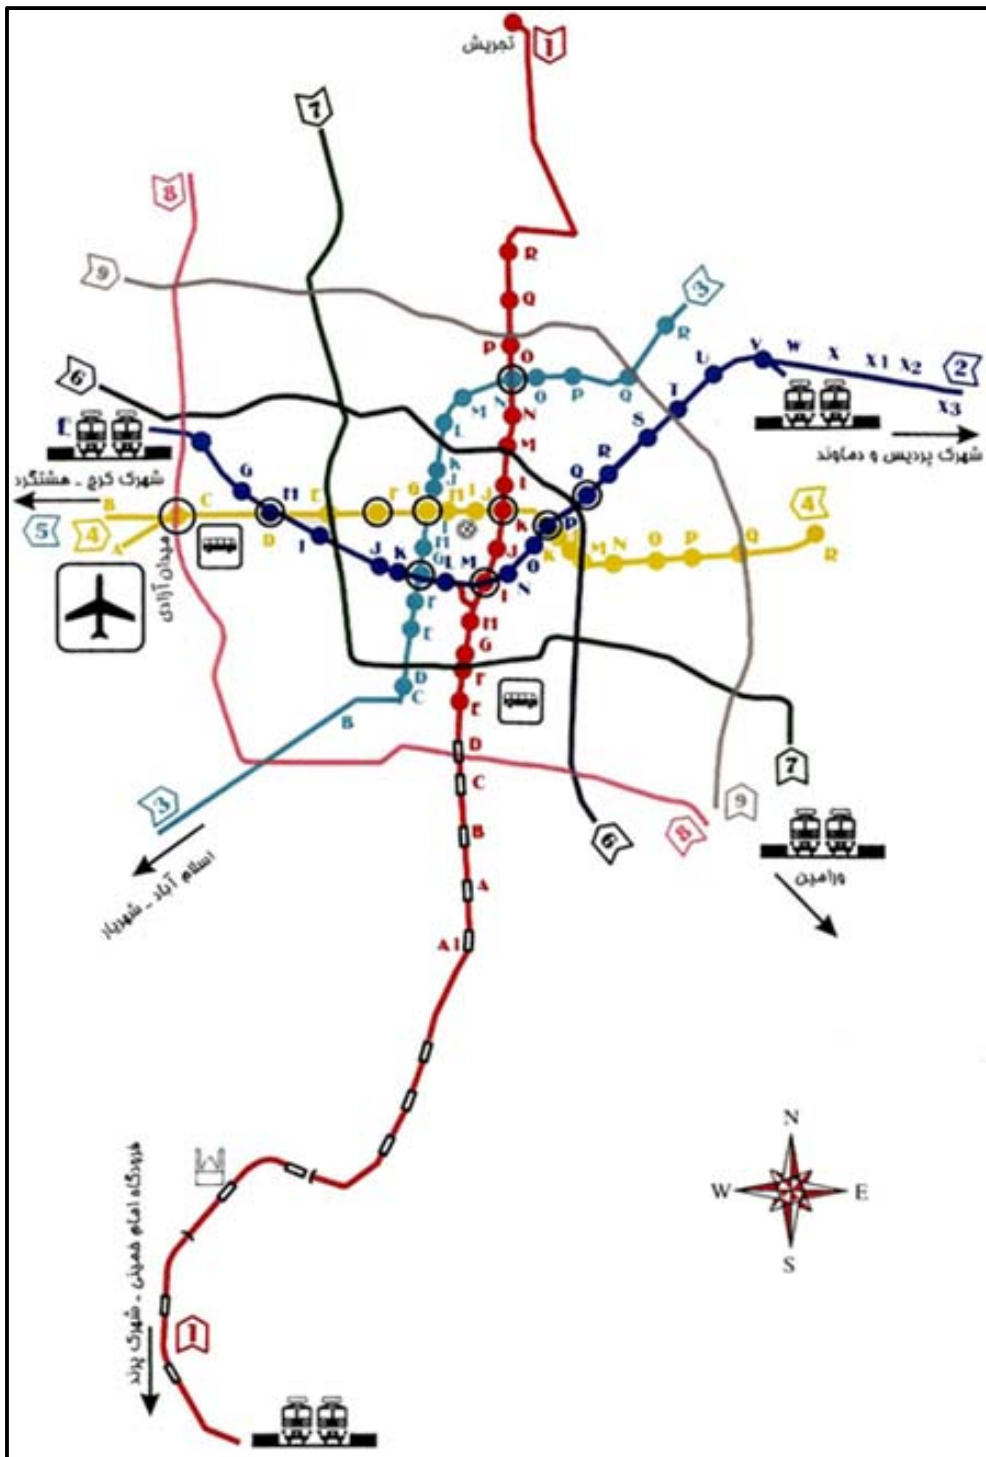 1
تجریش
7
8
9
3
R
Q
R
P
O
V W X X1 X2
2
U
X3
6
N O P Q
M
T
N
L
S
M
شهرک پردیس و دماوند
E
K
R
J
I
Q
G
شهرک کرج - هشتگرد
B
C
H
E
F
G
H
I
J
4
5
4
A
D
K
P
میدان آزادی
I
H
J
M
N
O
P
Q
R
J
K
G
L
M
O
K
N
I
F
H
E
G
D
F
C
B
E
D
7
C
3
9
6
8
B
ورامین
اسلام آباد - شهریار
A
A1
N
W
E
S
فرودگاه امام خمینی - شهرک پرند
1